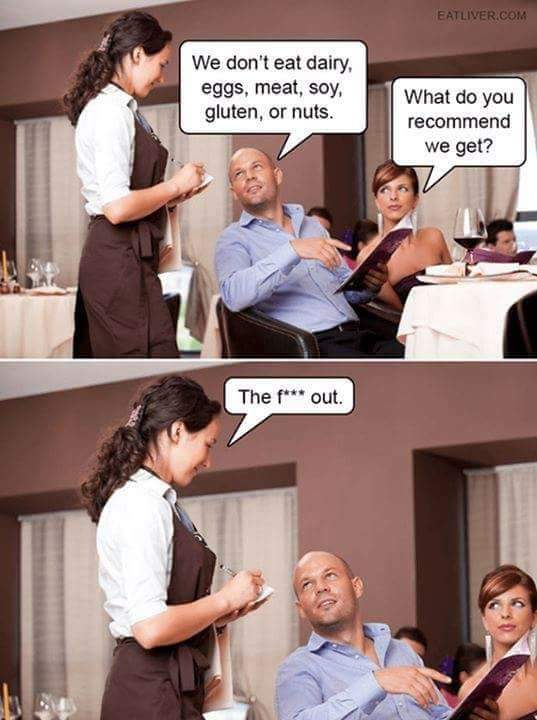 EATLIVER.COM
We don't eat dairy,
eggs, meat, soy,
gluten, or nuts.
What do you
recommend
we get?
The f*** out.